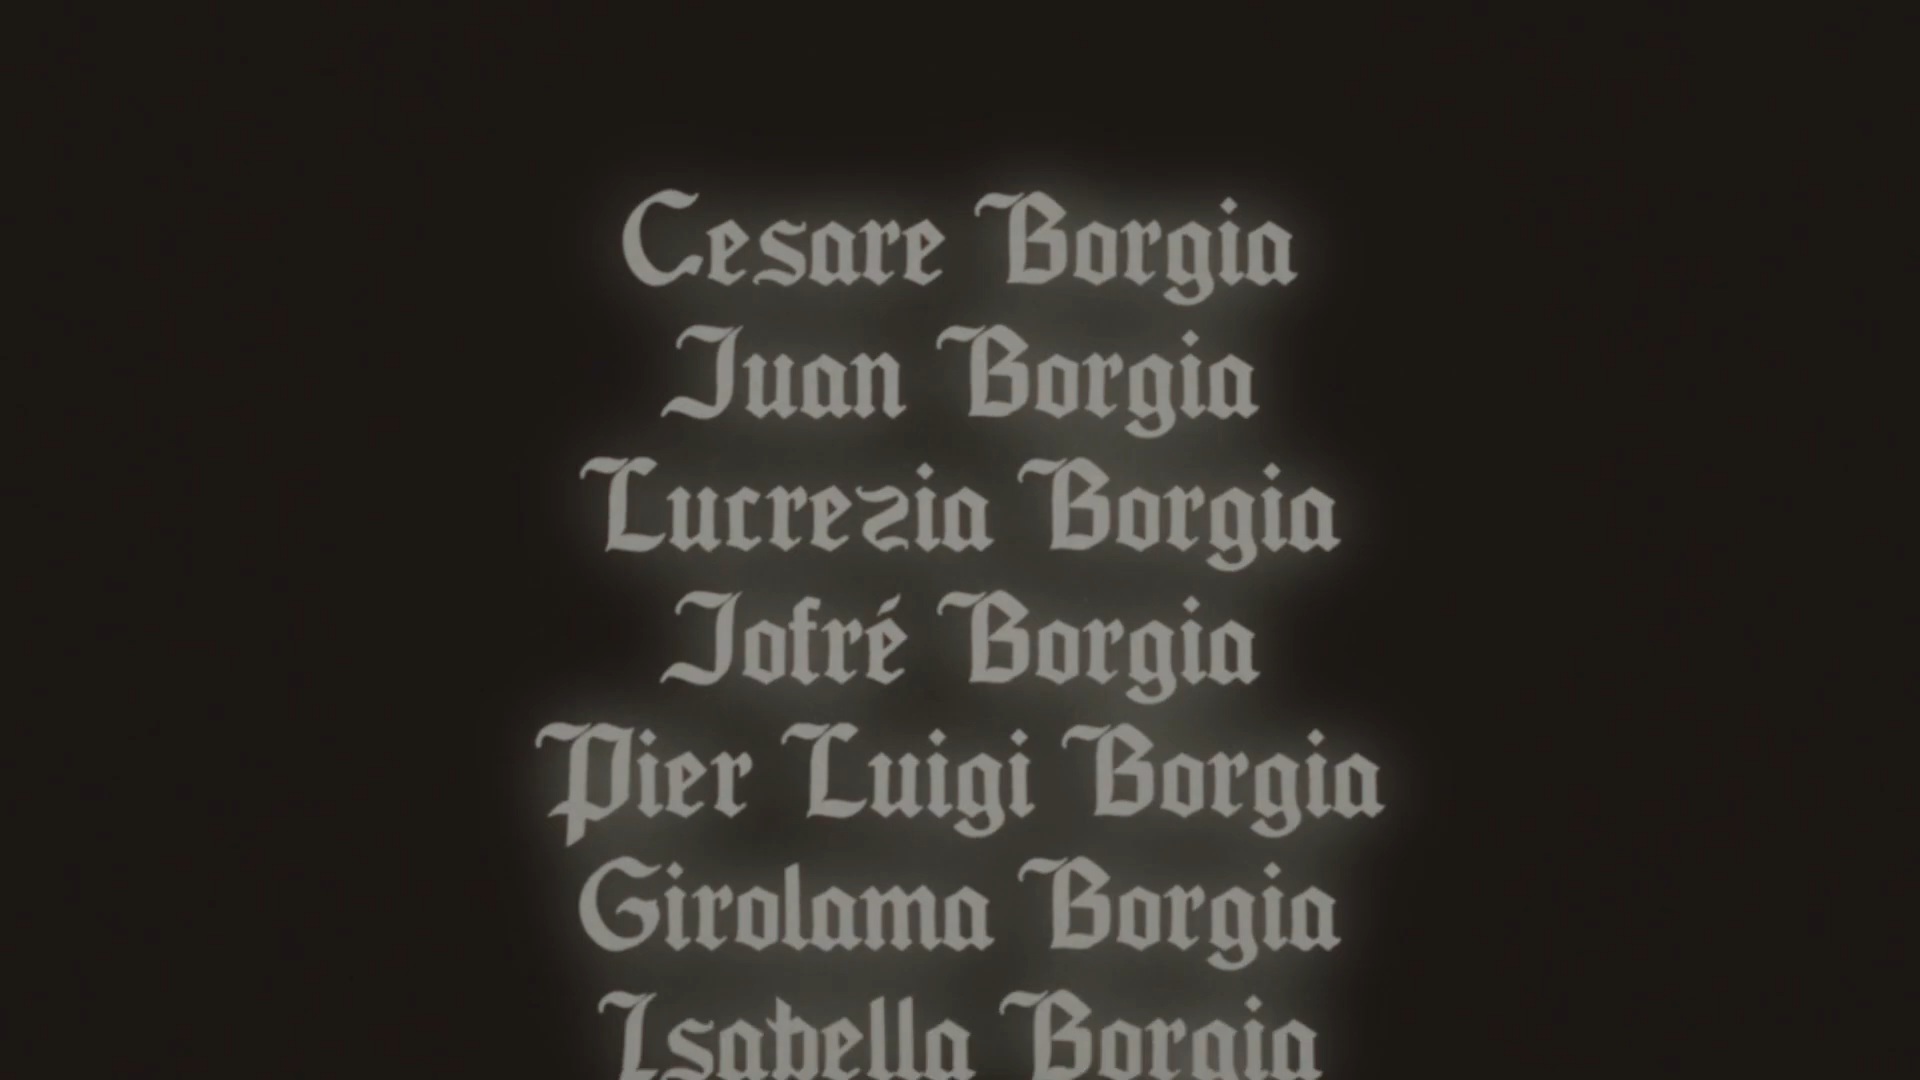 Cesare Borgia
Juan Borgia
Lucrezia Borgia
Jofré Borgia
Pier Luigi Borgia
Girolama Borgia
Isabella Borgia